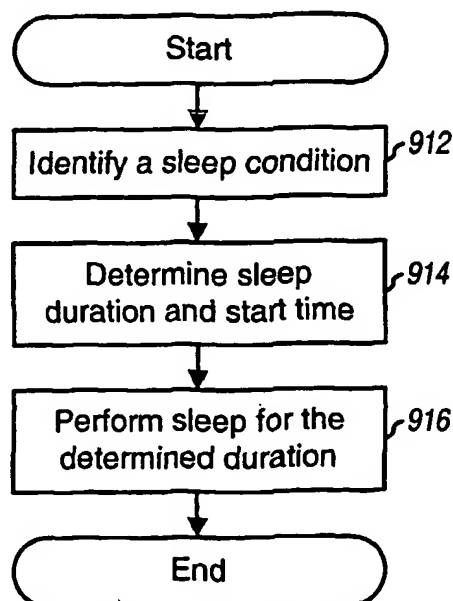 Start
Identify a sleep condition
912
Determine sleep
duration and start time
914
Perform sleep for the
determined duration
916
End